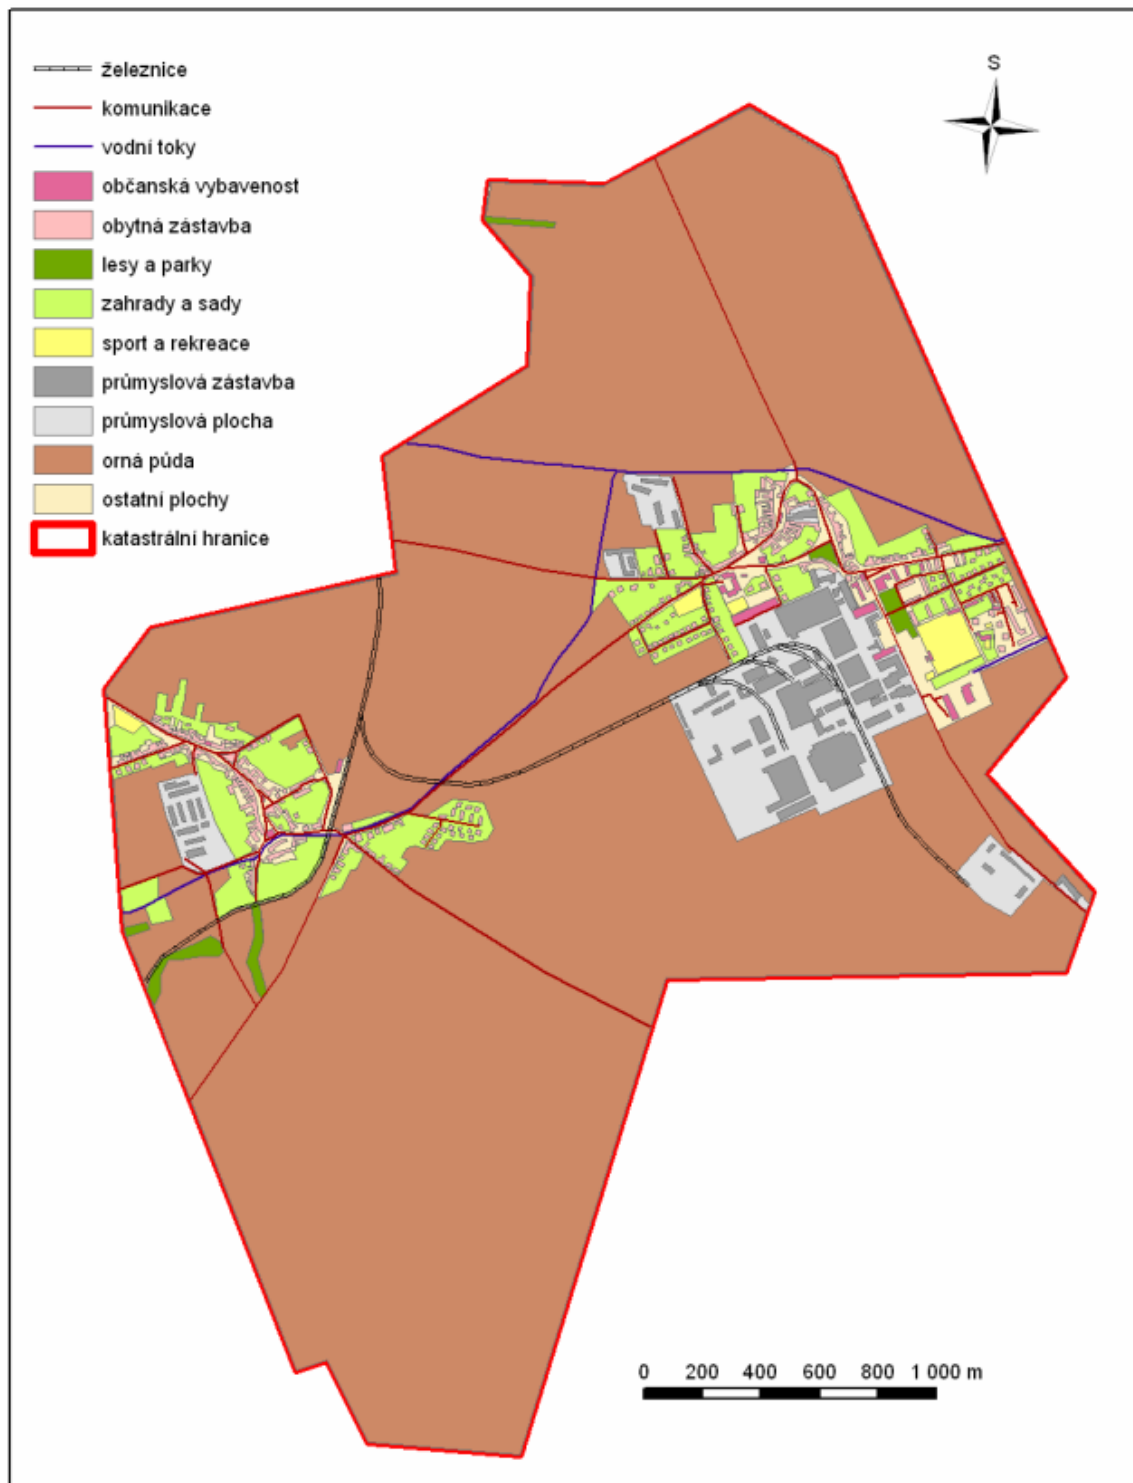 S
železnice
komunikace
vodní toky
občanská vybavenost
obytná zástavba
lesy a parky
zahrady a sady
sport a rekreace
průmyslová zástavba
průmyslová plocha
orná půda
ostatní plochy
katastrální hranice
0 200 400 600 800 1 000 m